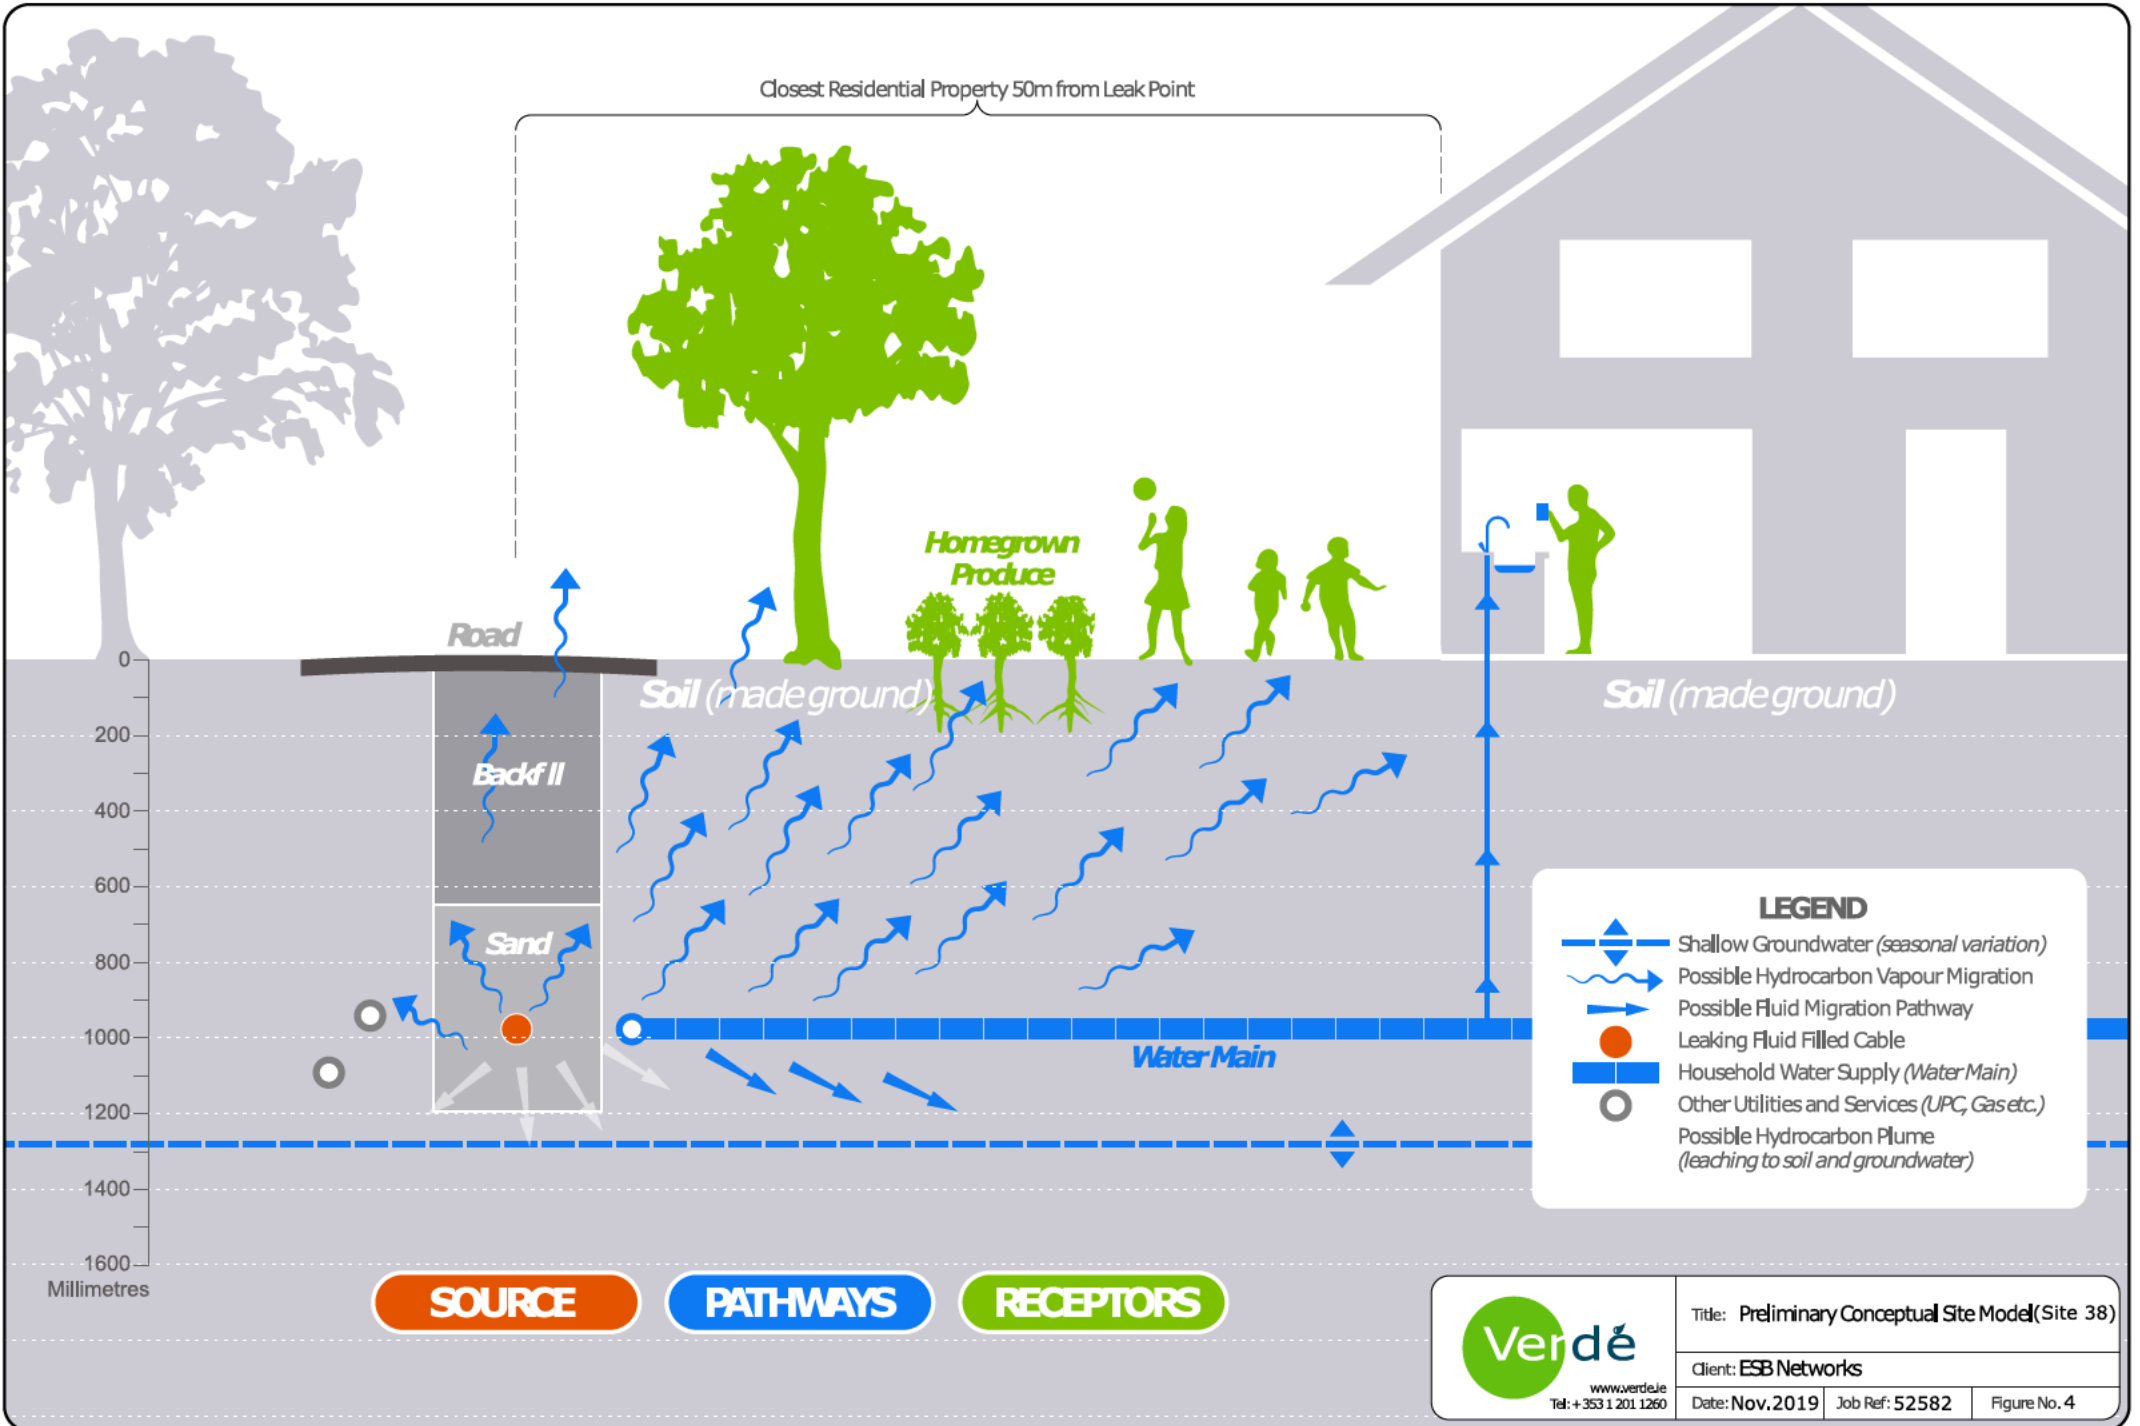 Closest Residential Property 50m from Leak Point
Homegrown
Produce
Road
Soil (made ground)
Soil (made ground)
Backf ll
Sand
Water Main
0
200
400
600
800
1000
1200
1400
1600
Millimetres
LEGEND
Shallow Groundwater (seasonal variation)
Possible Hydrocarbon Vapour Migration
Possible Fluid Migration Pathway
Leaking Fluid Filled Cable
Household Water Supply (Water Main)
Other Utilities and Services (UPC, Gas etc.)
Possible Hydrocarbon Plume
(leaching to soil and groundwater)
SOURCE
PATHWAYS
RECEPTORS
Verdé
www.verde.ie
Tel: + 353 1 201 1260
Title: Preliminary Conceptual Site Model(Site 38)
Client: ESB Networks
Date: Nov.2019
Job Ref: 52582
Figure No. 4